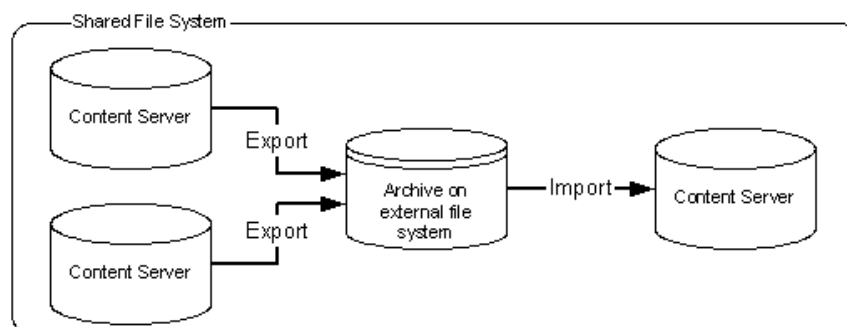 Shared File System
Content Server
Export
Archive on
external file
system
Import
Content Server
Export
Content Server